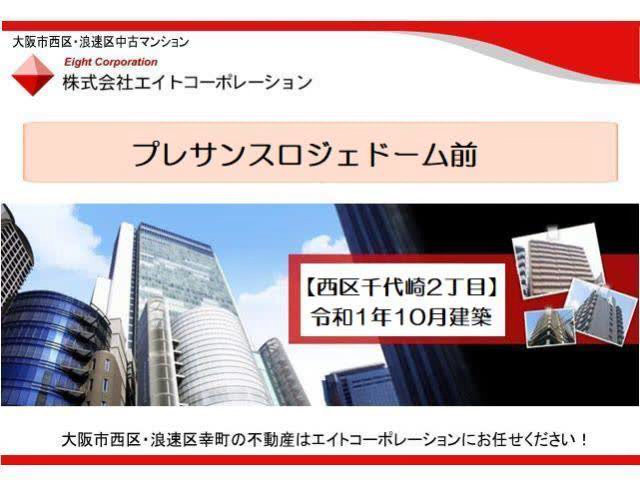 大阪市西区・浪速区中古マンション
Eight Corporation
株式会社エイトコーポレーション
プレサンスロジェドーム前
【西区千代崎2丁目】
令和1年10月建築
大阪市西区・浪速区幸町の不動産はエイトコーポレーションにお任せください！